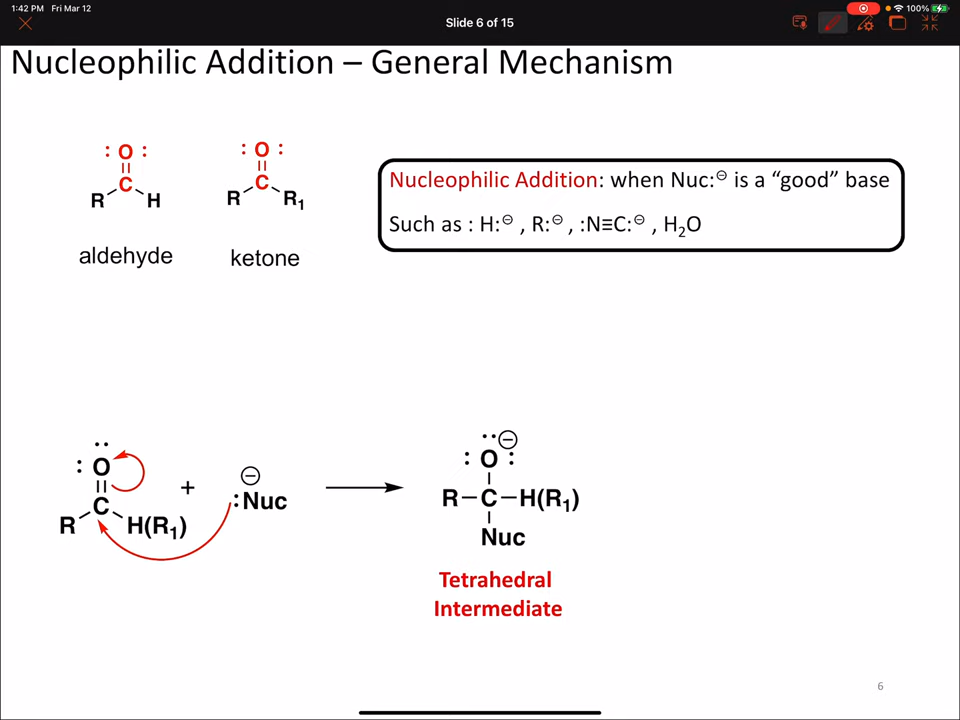 1:42 PM Fri Mar 12
100%
Slide 6 of 15
Nucleophilic Addition – General Mechanism
:O:
C
R H
aldehyde
:O:
C
R R₁
ketone
Nucleophilic Addition: when Nuc:⊖ is a “good” base
Such as : H:⊖ , R:⊖ , :N≡C:⊖ , H₂O
:O
C
R H(R₁)
+
⊖
:Nuc
⊖
:O:
R–C–H(R₁)
Nuc
Tetrahedral
Intermediate
6